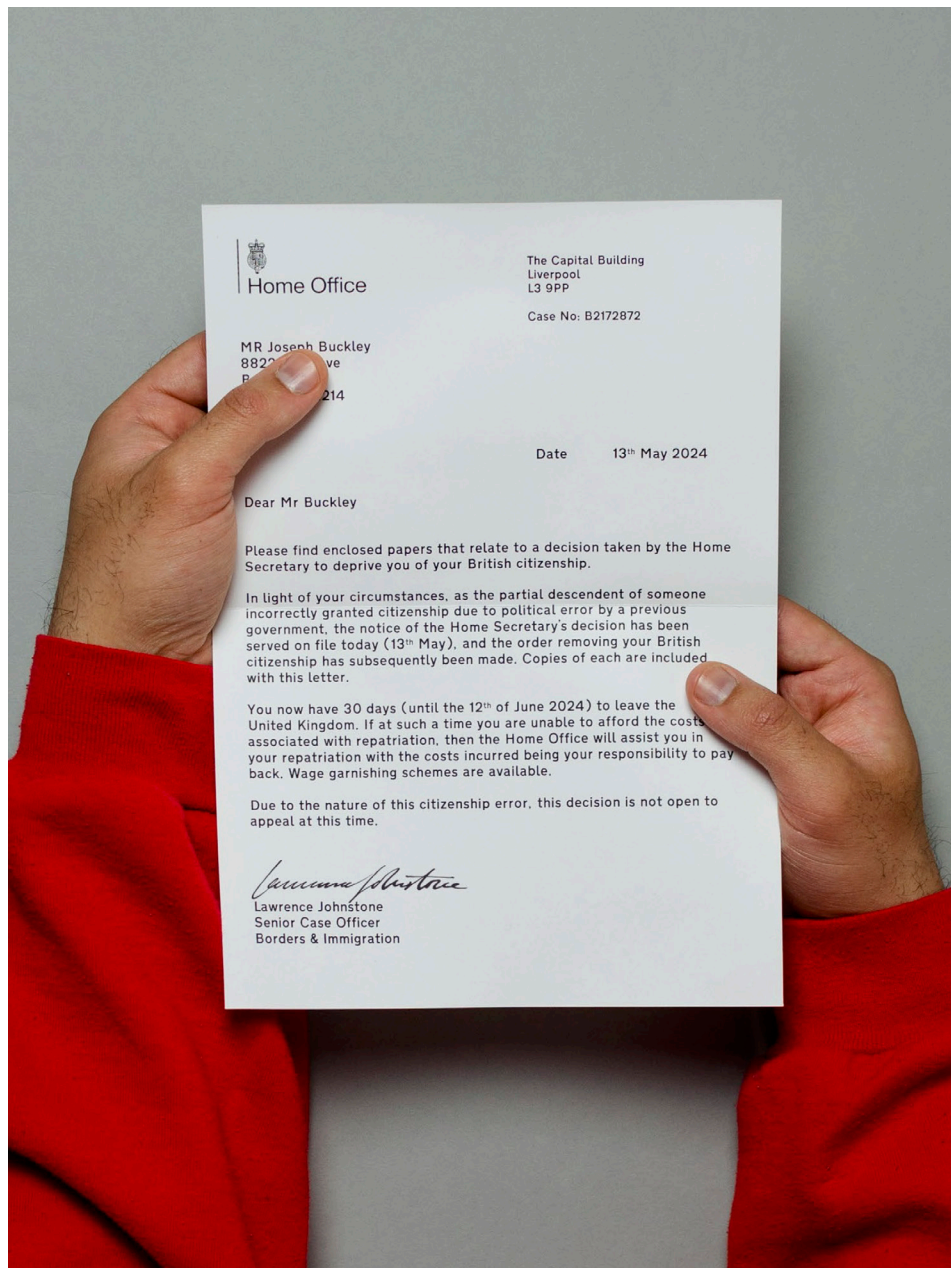 Home Office
The Capital Building
Liverpool
L3 9PP
Case No: B2172872
MR Joseph Buckley
Date 13th May 2024
Dear Mr Buckley
Please find enclosed papers that relate to a decision taken by the Home
Secretary to deprive you of your British citizenship.
In light of your circumstances, as the partial descendent of someone
incorrectly granted citizenship due to political error by a previous
government, the notice of the Home Secretary's decision has been
served on file today (13th May), and the order removing your British
citizenship has subsequently been made. Copies of each are included
with this letter.
You now have 30 days (until the 12th of June 2024) to leave the
United Kingdom. If at such a time you are unable to afford the costs
associated with repatriation, then the Home Office will assist you in
your repatriation with the costs incurred being your responsibility to pay
back. Wage garnishing schemes are available.
Due to the nature of this citizenship error, this decision is not open to
appeal at this time.
Lawrence Johnstone
Lawrence Johnstone
Senior Case Officer
Borders & Immigration